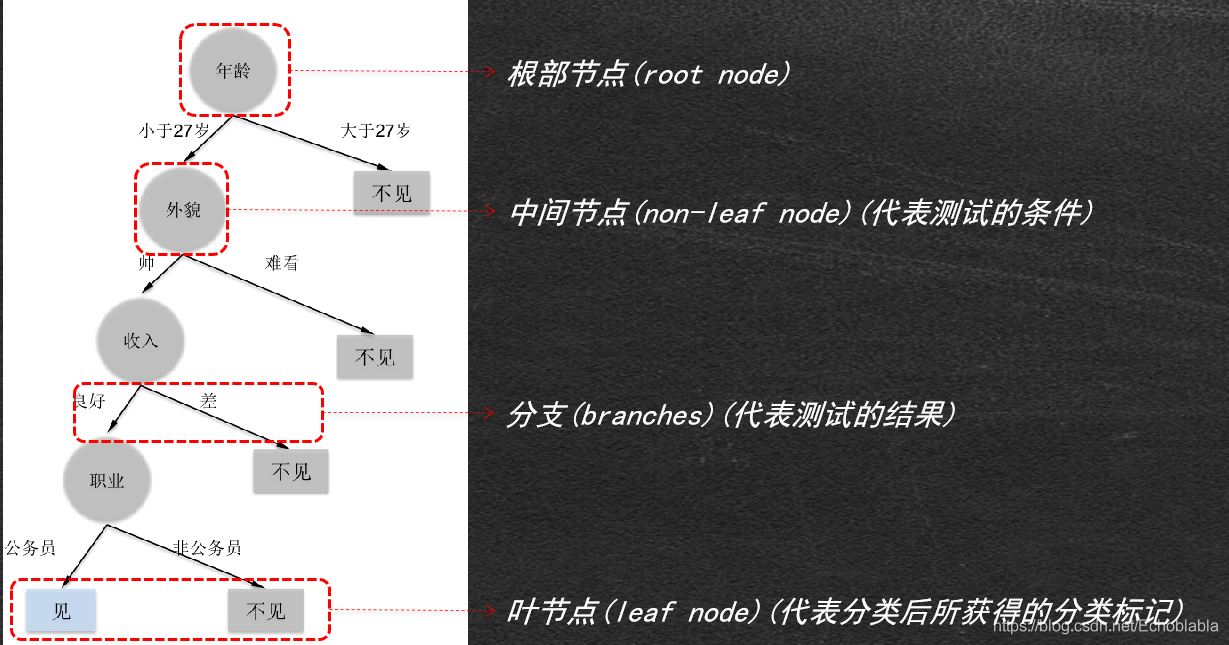 年龄
根部节点(root node)
小于27岁
大于27岁
不见
外貌
中间节点(non-leaf node)(代表测试的条件)
帅
难看
收入
不见
良好
差
分支(branches)(代表测试的结果)
职业
不见
公务员
非公务员
见
不见
叶节点(leaf node)(代表分类后所获得的分类标记)
https://blog.csdn.net/Echoblabla